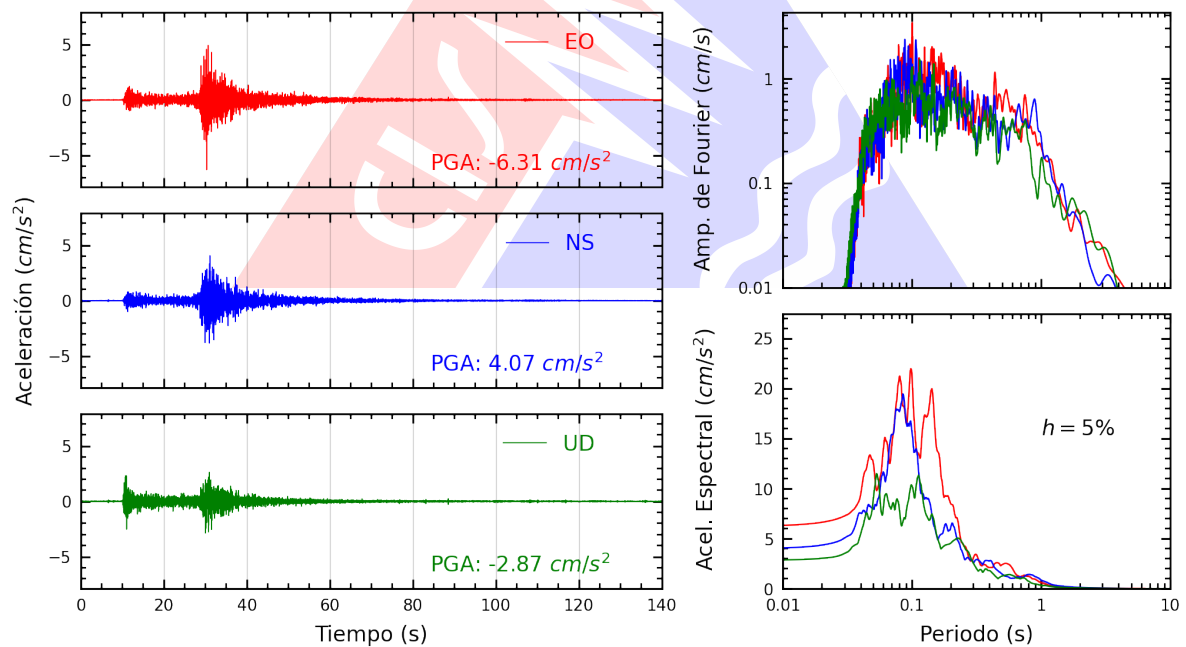 Aceleración (cm/s²)
5
0
−5
EO
PGA: -6.31 cm/s²
5
0
−5
NS
PGA: 4.07 cm/s²
5
0
−5
UD
PGA: -2.87 cm/s²
0 20 40 60 80 100 120 140
Tiempo (s)
Amp. de Fourier (cm/s)
1
0.1
0.01
Acel. Espectral (cm/s²)
25
20
15
10
5
0
h = 5%
0.01 0.1 1 10
Periodo (s)